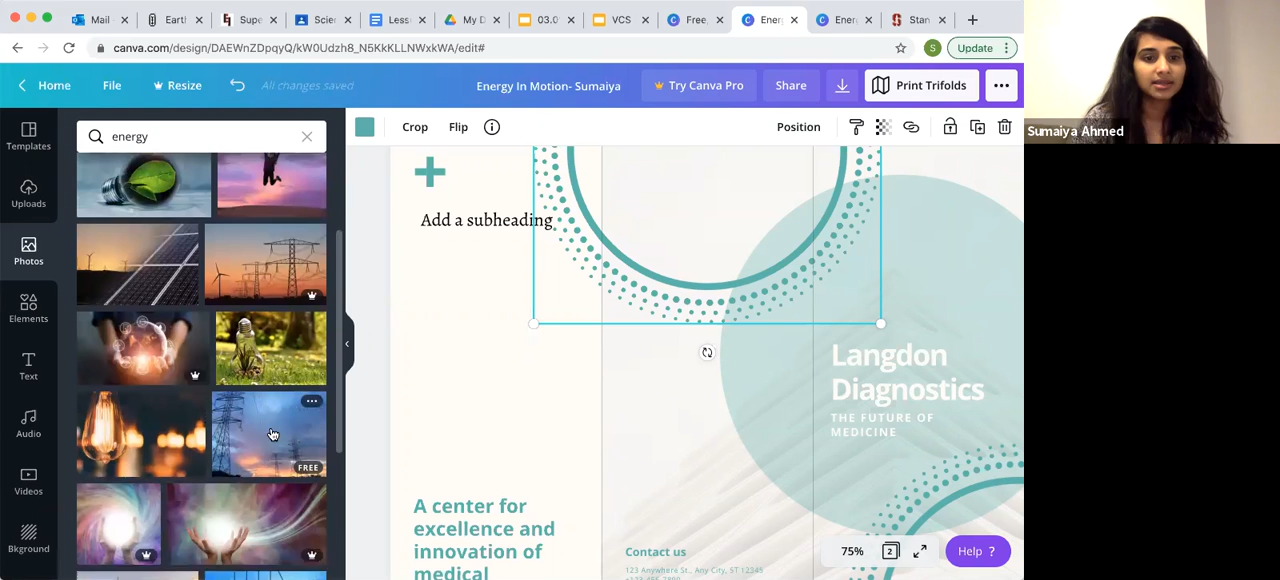 Mail
Eart
Supe
Scie
Less
My D
03.0
VCS
Free,
Ener
Ener
Stan
canva.com/design/DAEWnZDpqyQ/kW0Udzh8_N5KkKLLNWxkWA/edit#
S
Update
Home
File
Resize
All changes saved
Energy In Motion- Sumaiya
Try Canva Pro
Share
Print Trifolds
Sumaiya Ahmed
Templates
Uploads
Photos
Elements
Text
Audio
Videos
Bkground
energy
FREE
Crop
Flip
Position
Add a subheading
Langdon
Diagnostics
THE FUTURE OF
MEDICINE
A center for
excellence and
innovation of
medical
Contact us
123 Anywhere St., Any City, ST 12345
75%
2
Help ?